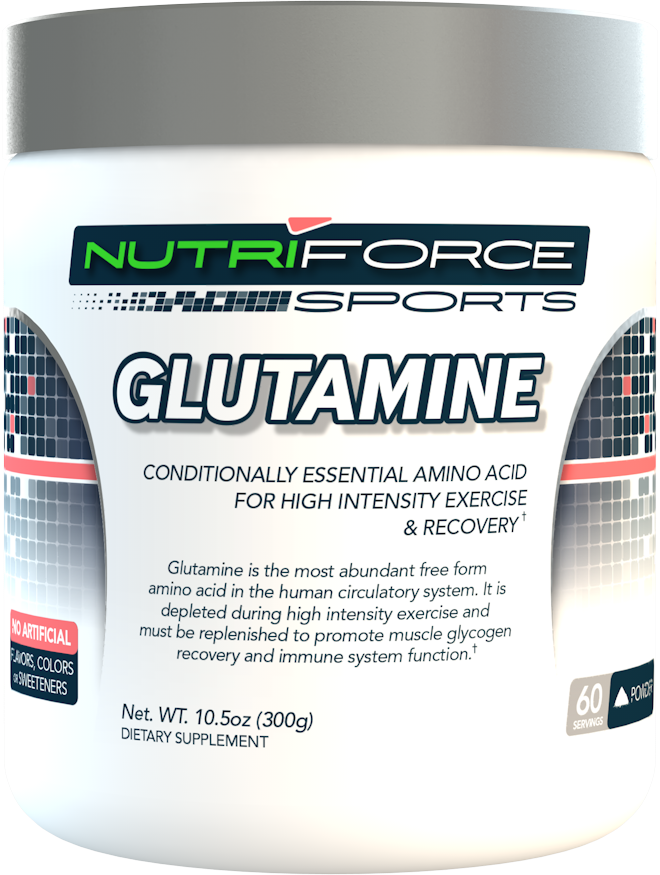 NUTRIFORCE
SPORTS
GLUTAMINE
CONDITIONALLY ESSENTIAL AMINO ACID
FOR HIGH INTENSITY EXERCISE
& RECOVERY†
Glutamine is the most abundant free form
amino acid in the human circulatory system. It is
depleted during high intensity exercise and
must be replenished to promote muscle glycogen
recovery and immune system function.†
NO ARTIFICIAL
FLAVORS, COLORS
or SWEETENERS
60
SERVINGS
POWDER
Net. WT. 10.5oz (300g)
DIETARY SUPPLEMENT